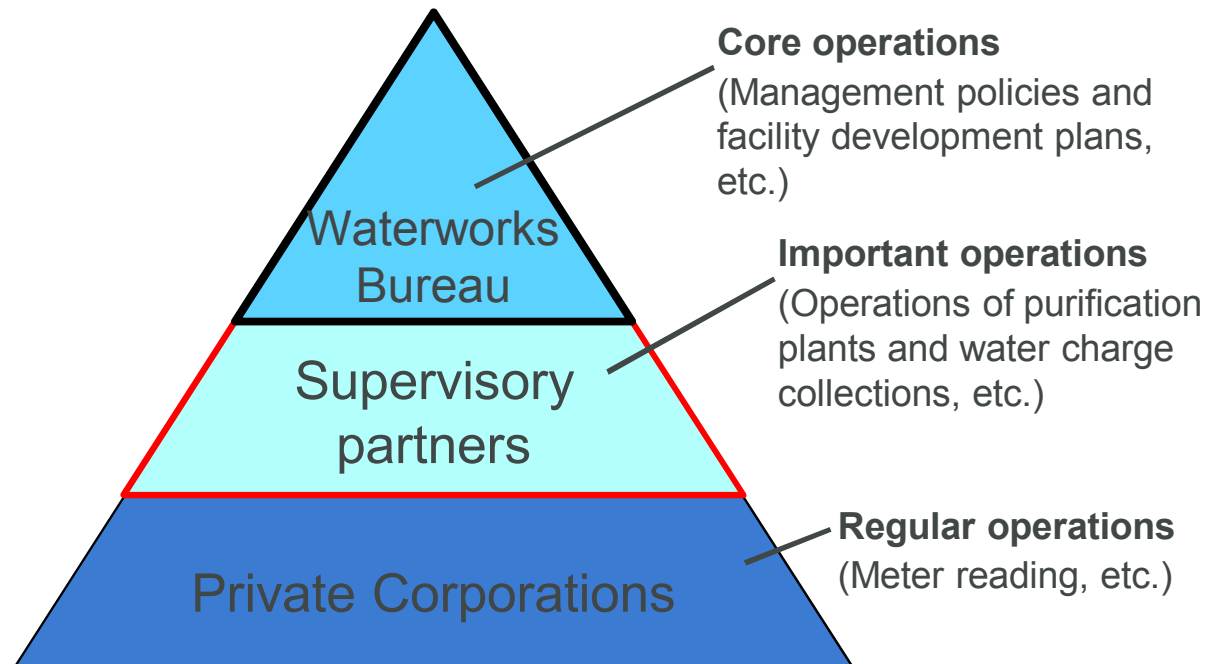 Core operations
(Management policies and
facility development plans,
etc.)
Waterworks
Bureau
Important operations
(Operations of purification
plants and water charge
collections, etc.)
Supervisory
partners
Regular operations
(Meter reading, etc.)
Private Corporations